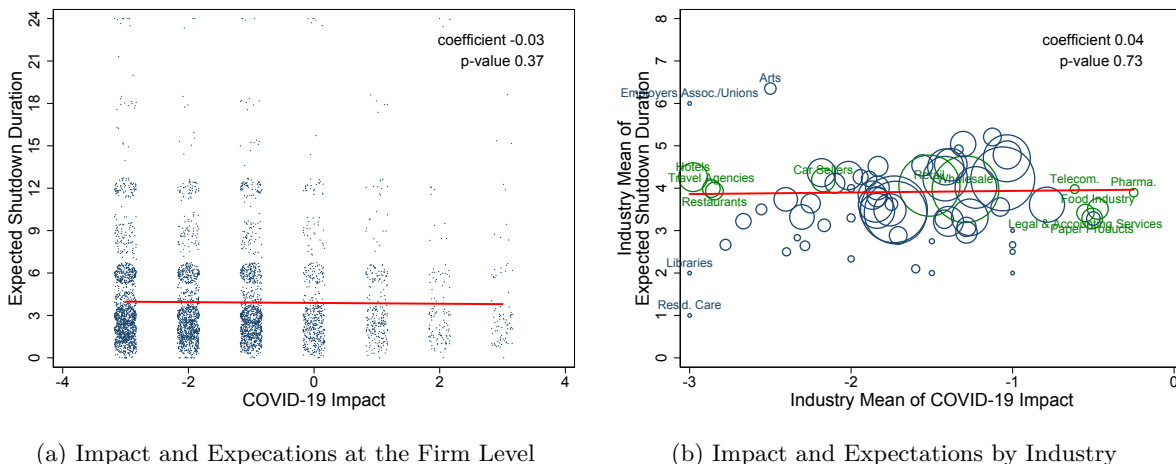 24
21
18
15
12
9
6
3
0
Expected Shutdown Duration
coefficient -0.03
p-value 0.37
-4
-2
0
2
4
COVID-19 Impact
(a) Impact and Expecations at the Firm Level
8
7
6
5
4
3
2
1
0
Industry Mean of
Expected Shutdown Duration
coefficient 0.04
p-value 0.73
Arts
Employers Assoc./Unions
Hotels
Travel Agencies
Restaurants
Car Sellers
Retail
Wholesale
Telecom.
Pharma.
Food Industry
Legal & Accounting Services
Paper Products
Libraries
Resid. Care
-3
-2
-1
0
Industry Mean of COVID-19 Impact
(b) Impact and Expectations by Industry